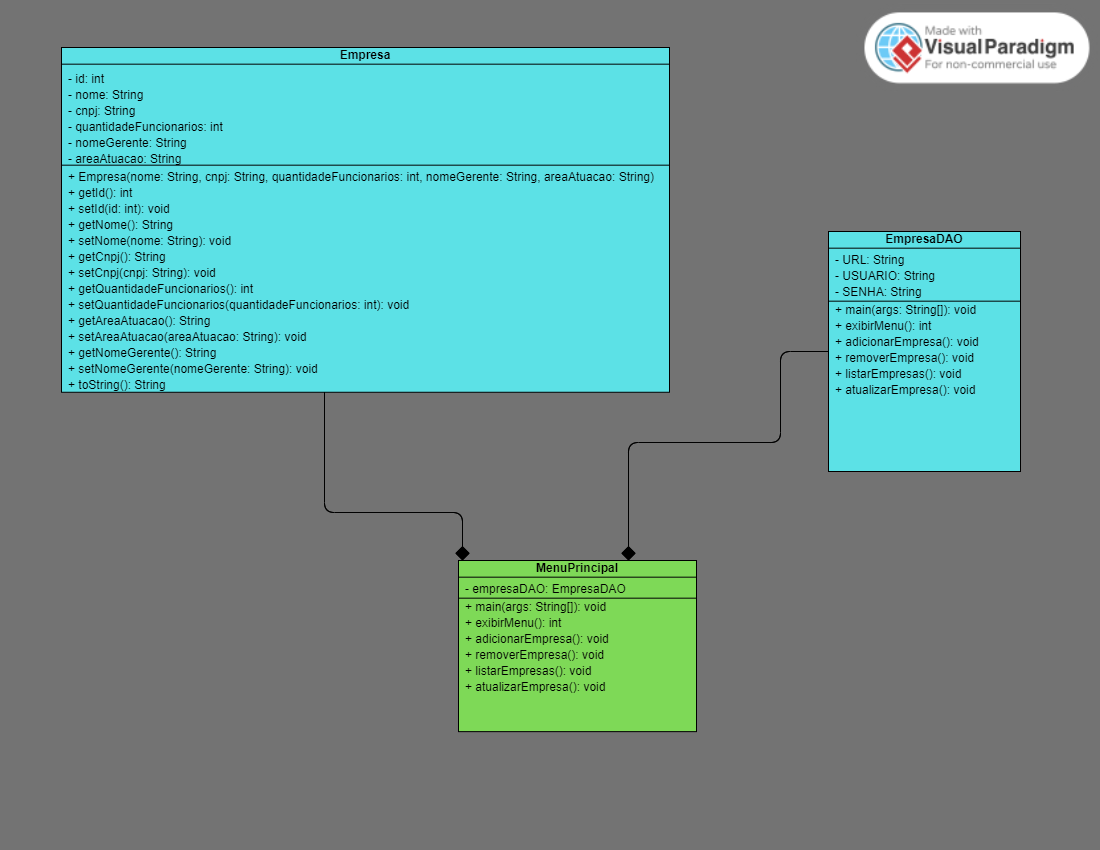 Made with
Visual Paradigm
For non-commercial use
Empresa
- id: int
- nome: String
- cnpj: String
- quantidadeFuncionarios: int
- nomeGerente: String
- areaAtuacao: String
+ Empresa(nome: String, cnpj: String, quantidadeFuncionarios: int, nomeGerente: String, areaAtuacao: String)
+ getId(): int
+ setId(id: int): void
+ getNome(): String
+ setNome(nome: String): void
+ getCnpj(): String
+ setCnpj(cnpj: String): void
+ getQuantidadeFuncionarios(): int
+ setQuantidadeFuncionarios(quantidadeFuncionarios: int): void
+ getAreaAtuacao(): String
+ setAreaAtuacao(areaAtuacao: String): void
+ getNomeGerente(): String
+ setNomeGerente(nomeGerente: String): void
+ toString(): String
EmpresaDAO
- URL: String
- USUARIO: String
- SENHA: String
+ main(args: String[]): void
+ exibirMenu(): int
+ adicionarEmpresa(): void
+ removerEmpresa(): void
+ listarEmpresas(): void
+ atualizarEmpresa(): void
MenuPrincipal
- empresaDAO: EmpresaDAO
+ main(args: String[]): void
+ exibirMenu(): int
+ adicionarEmpresa(): void
+ removerEmpresa(): void
+ listarEmpresas(): void
+ atualizarEmpresa(): void